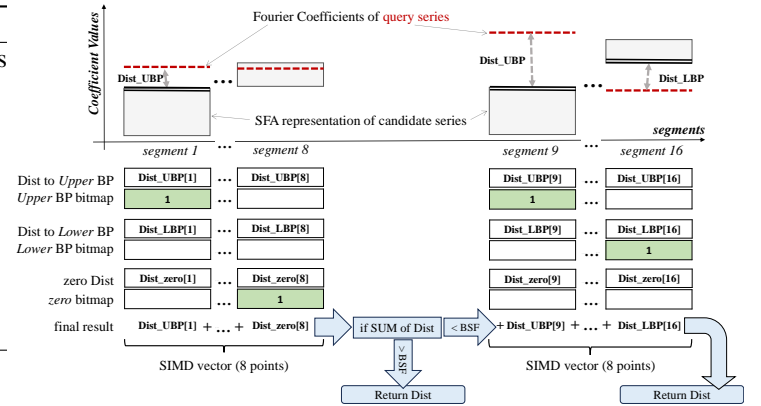 S
Coefficient Values
Fourier Coefficients of query series
Dist_UBP
...
Dist_UBP
...
Dist_LBP
SFA representation of candidate series
segments
segment 1 ... segment 8
segment 9 ... segment 16
Dist to Upper BP Dist_UBP[1] ... Dist_UBP[8] Dist_UBP[9] ... Dist_UBP[16]
Upper BP bitmap 1 1
Dist to Lower BP Dist_LBP[1] ... Dist_LBP[8] Dist_LBP[9] ... Dist_LBP[16]
Lower BP bitmap 1
zero Dist Dist_zero[1] ... Dist_zero[8] Dist_zero[9] ... Dist_zero[16]
zero bitmap ... 1 ...
final result Dist_UBP[1] + ... + Dist_zero[8] if SUM of Dist < BSF + Dist_UBP[9] + ... + Dist_LBP[16]
> BSF
SIMD vector (8 points) SIMD vector (8 points)
Return Dist Return Dist